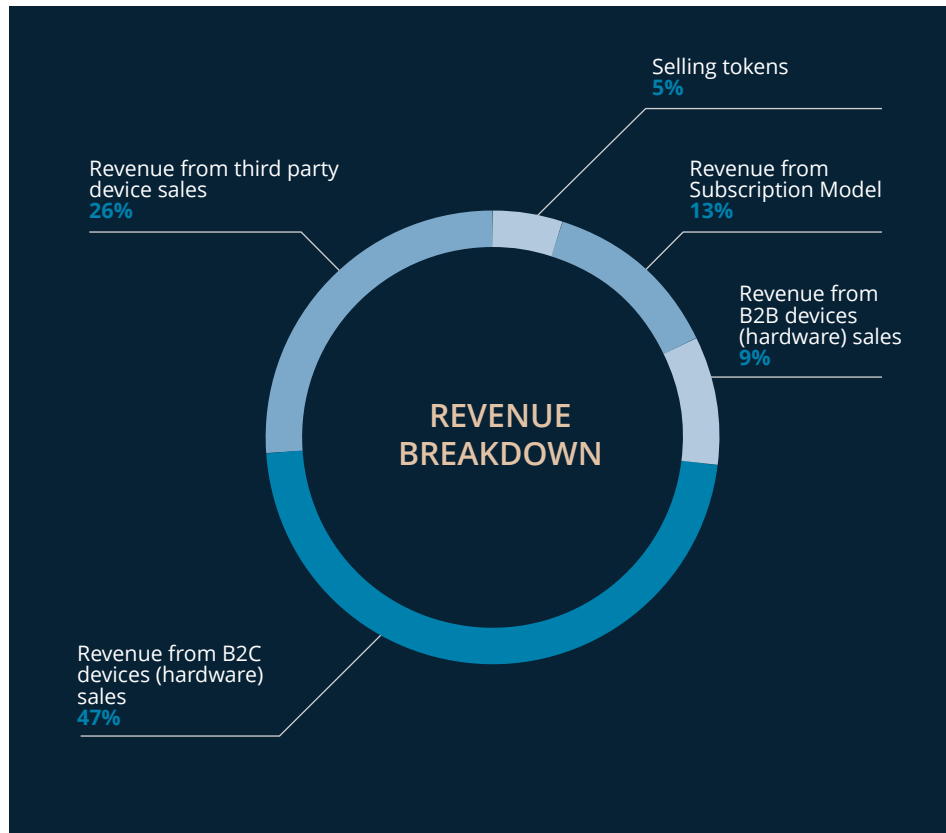 Selling tokens
5%
Revenue from third party
device sales
26%
Revenue from
Subscription Model
13%
Revenue from
B2B devices
(hardware) sales
9%
REVENUE
BREAKDOWN
Revenue from B2C
devices (hardware)
sales
47%